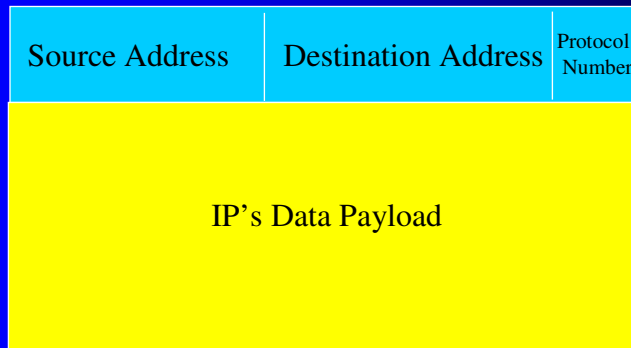 Source Address
Destination Address
Protocol
Number
IP’s Data Payload